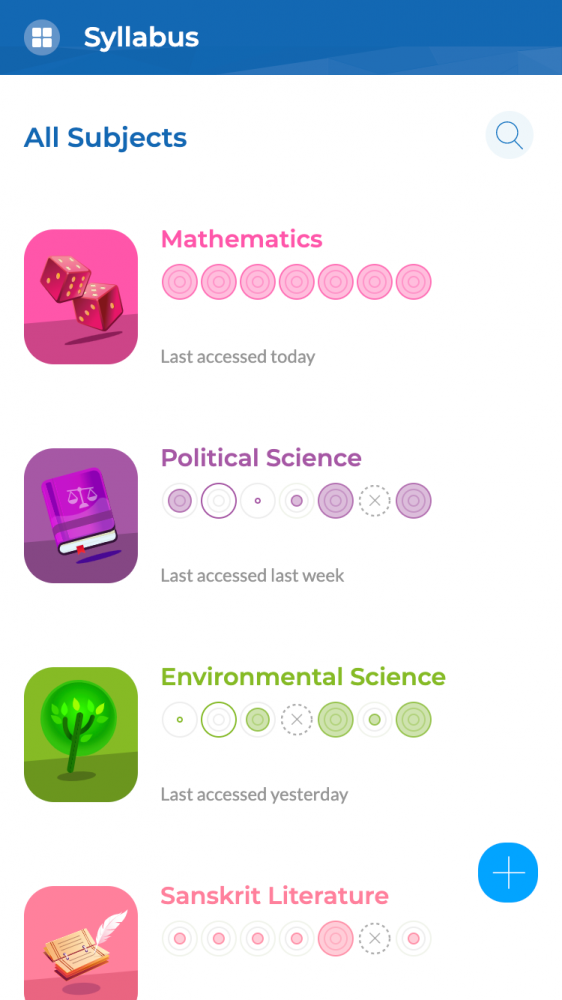 Syllabus
All Subjects
Mathematics
Last accessed today
Political Science
Last accessed last week
Environmental Science
Last accessed yesterday
Sanskrit Literature